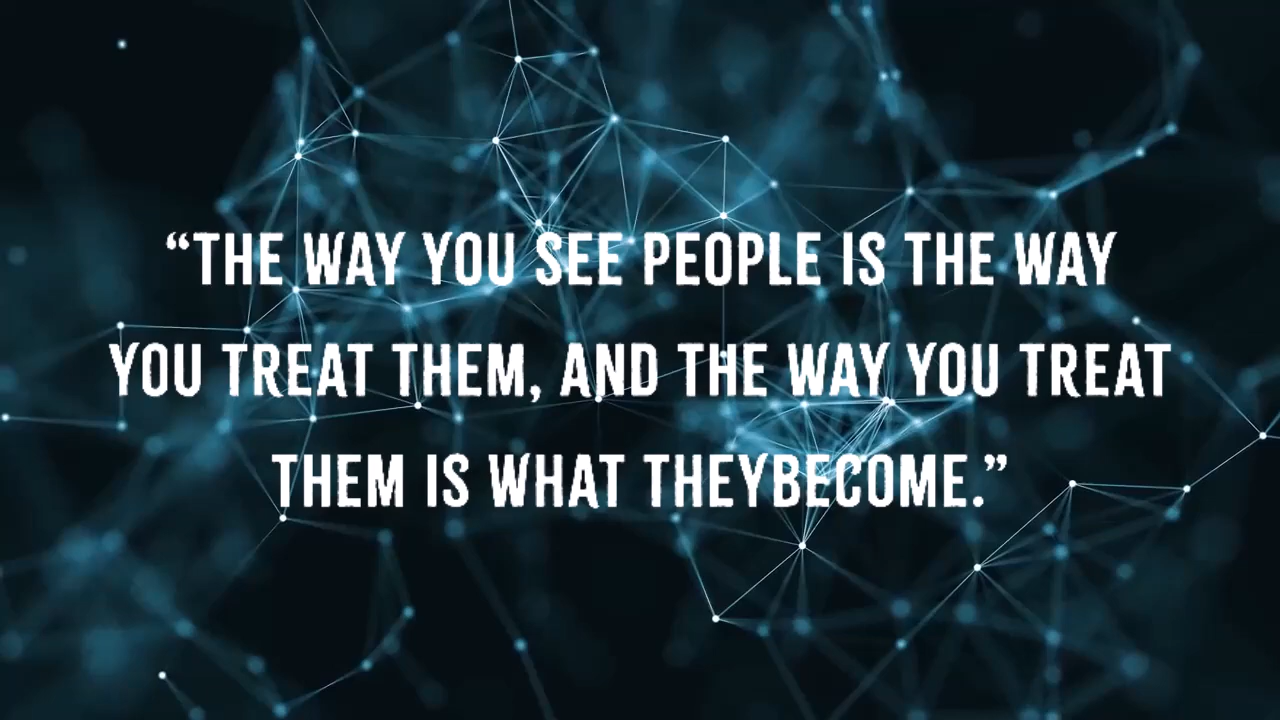 “THE WAY YOU SEE PEOPLE IS THE WAY
YOU TREAT THEM, AND THE WAY YOU TREAT
THEM IS WHAT THEYBECOME.”